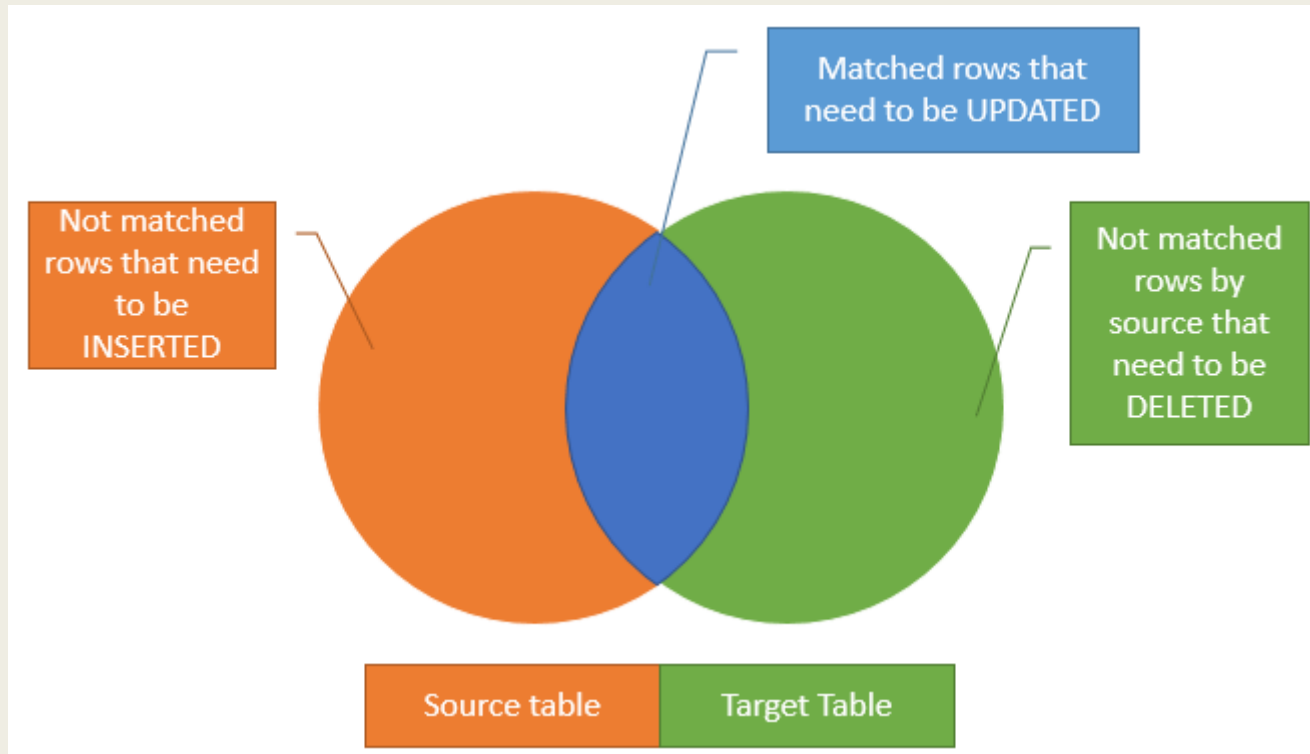 Matched rows that
need to be UPDATED
Not matched
rows that need
to be
INSERTED
Not matched
rows by
source that
need to be
DELETED
Source table
Target Table